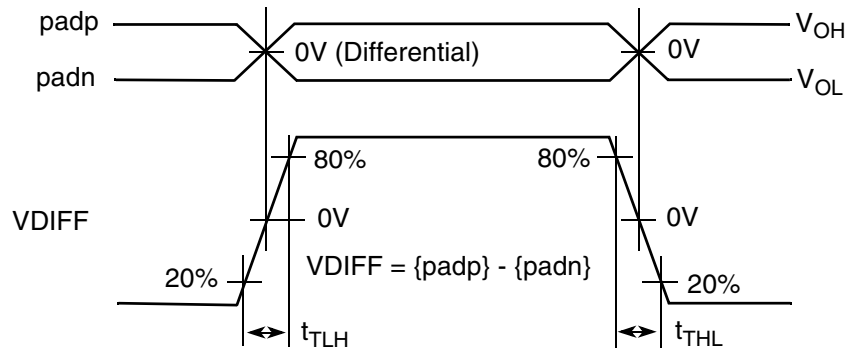 padp
V_OH
0V (Differential)
0V
padn
V_OL
80%
80%
VDIFF
0V
0V
VDIFF = {padp} - {padn}
20%
20%
t_TLH
t_THL